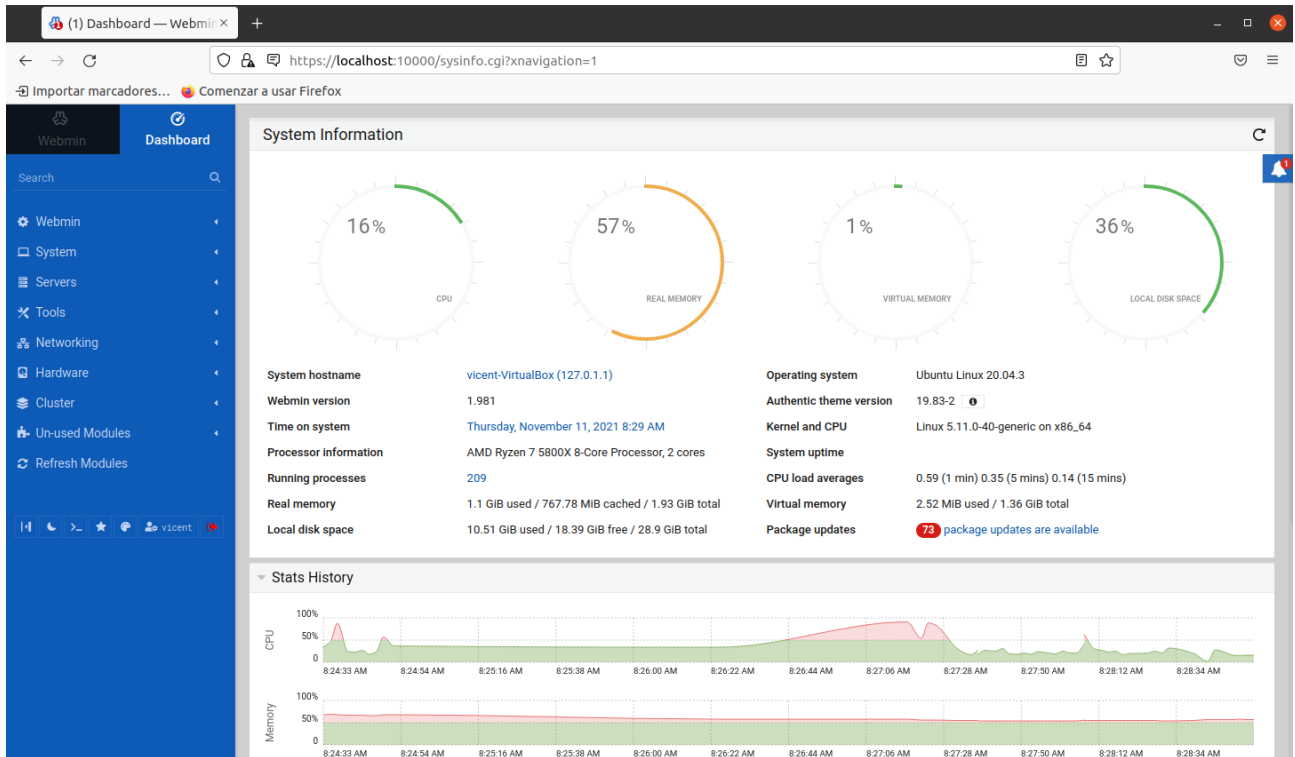 (1) Dashboard — Webmin
https://localhost:10000/sysinfo.cgi?xnavigation=1
Importar marcadores… Comenzar a usar Firefox
Webmin Dashboard
Search
Webmin
System
Servers
Tools
Networking
Hardware
Cluster
Un-used Modules
Refresh Modules
vicent
System Information
1
16% 57% 1% 36%
CPU REAL MEMORY VIRTUAL MEMORY LOCAL DISK SPACE
System hostname vicent-VirtualBox (127.0.1.1) Operating system Ubuntu Linux 20.04.3
Webmin version 1.981 Authentic theme version 19.83-2
Time on system Thursday, November 11, 2021 8:29 AM Kernel and CPU Linux 5.11.0-40-generic on x86_64
Processor information AMD Ryzen 7 5800X 8-Core Processor, 2 cores System uptime
Running processes 209 CPU load averages 0.59 (1 min) 0.35 (5 mins) 0.14 (15 mins)
Real memory 1.1 GiB used / 767.78 MiB cached / 1.93 GiB total Virtual memory 2.52 MiB used / 1.36 GiB total
Local disk space 10.51 GiB used / 18.39 GiB free / 28.9 GiB total Package updates 73 package updates are available
Stats History
CPU
100%
50%
0
8:24:33 AM 8:24:54 AM 8:25:16 AM 8:25:38 AM 8:26:00 AM 8:26:22 AM 8:26:44 AM 8:27:06 AM 8:27:28 AM 8:27:50 AM 8:28:12 AM 8:28:34 AM
Memory
100%
50%
0
8:24:33 AM 8:24:54 AM 8:25:16 AM 8:25:38 AM 8:26:00 AM 8:26:22 AM 8:26:44 AM 8:27:06 AM 8:27:28 AM 8:27:50 AM 8:28:12 AM 8:28:34 AM